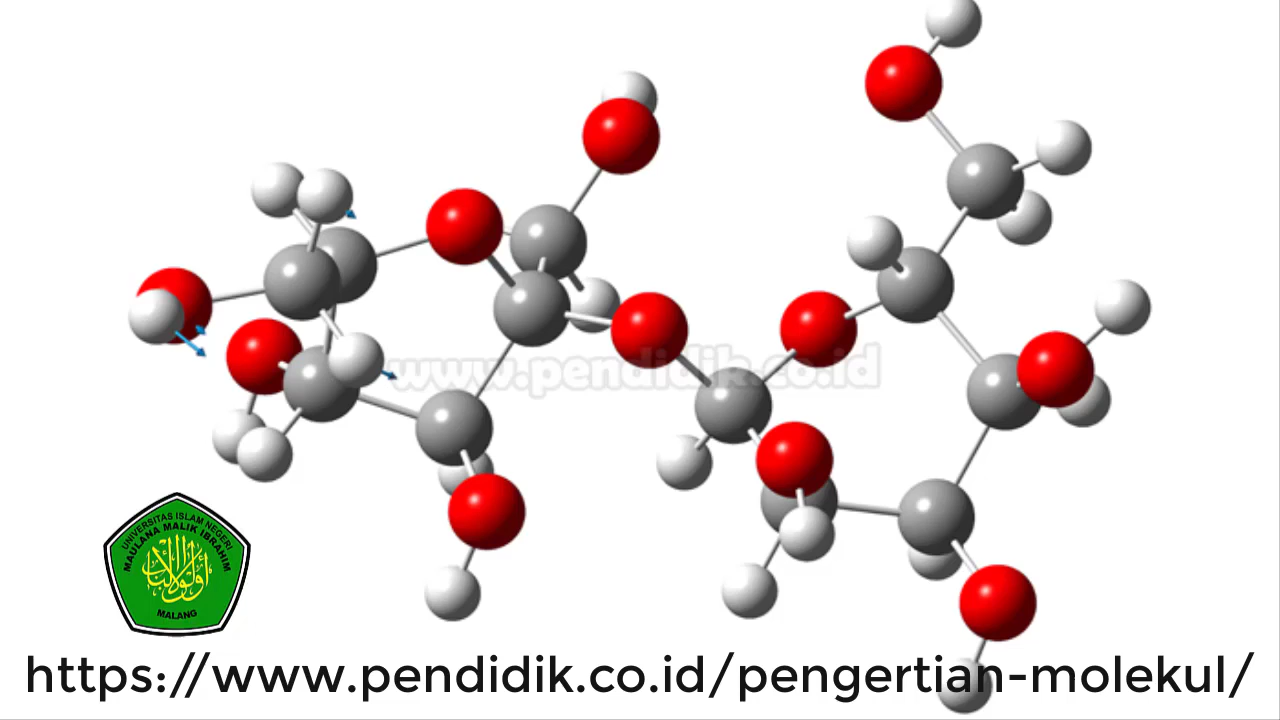 www.pendidik.co.id
UNIVERSITAS ISLAM NEGERI
MAULANA MALIK IBRAHIM
MALANG
https://www.pendidik.co.id/pengertian-molekul/